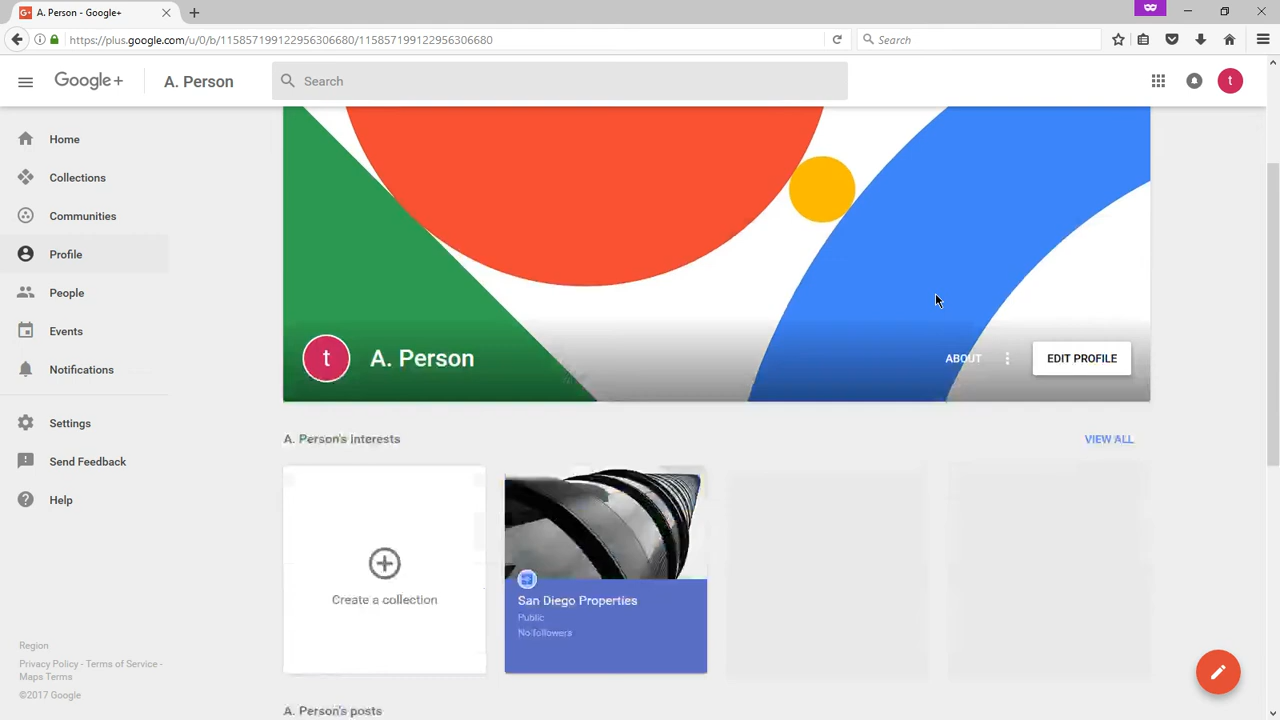 A. Person - Google+
https://plus.google.com/u/0/b/115857199122956306680/115857199122956306680
Search
Google+
A. Person
Search
t
Home
Collections
Communities
Profile
People
Events
Notifications
Settings
Send Feedback
Help
Region
Privacy Policy - Terms of Service -
Maps Terms
©2017 Google
t
A. Person
ABOUT
EDIT PROFILE
A. Person's interests
VIEW ALL
Create a collection
San Diego Properties
Public
No followers
A. Person's posts